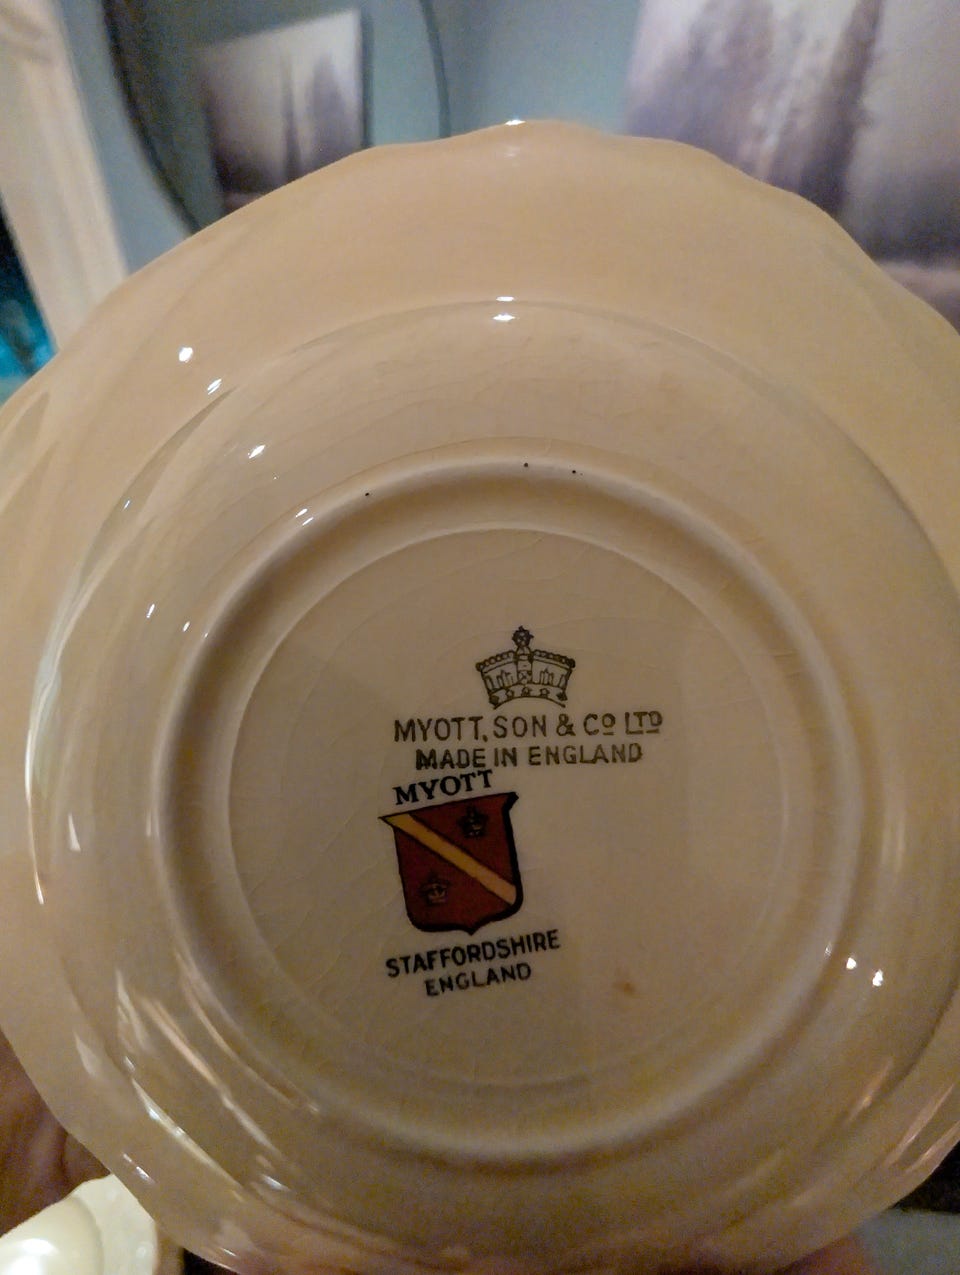 MYOTT, SON & Cº LTD
MADE IN ENGLAND
MYOTT
STAFFORDSHIRE
ENGLAND